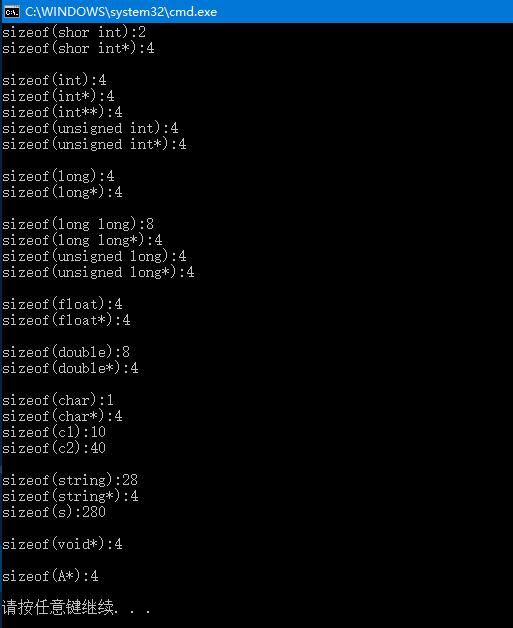 C:\WINDOWS\system32\cmd.exe
sizeof(shor int):2
sizeof(shor int*):4
sizeof(int):4
sizeof(int*):4
sizeof(int**):4
sizeof(unsigned int):4
sizeof(unsigned int*):4
sizeof(long):4
sizeof(long*):4
sizeof(long long):8
sizeof(long long*):4
sizeof(unsigned long):4
sizeof(unsigned long*):4
sizeof(float):4
sizeof(float*):4
sizeof(double):8
sizeof(double*):4
sizeof(char):1
sizeof(char*):4
sizeof(c1):10
sizeof(c2):40
sizeof(string):28
sizeof(string*):4
sizeof(s):280
sizeof(void*):4
sizeof(A*):4
请按任意键继续. . .